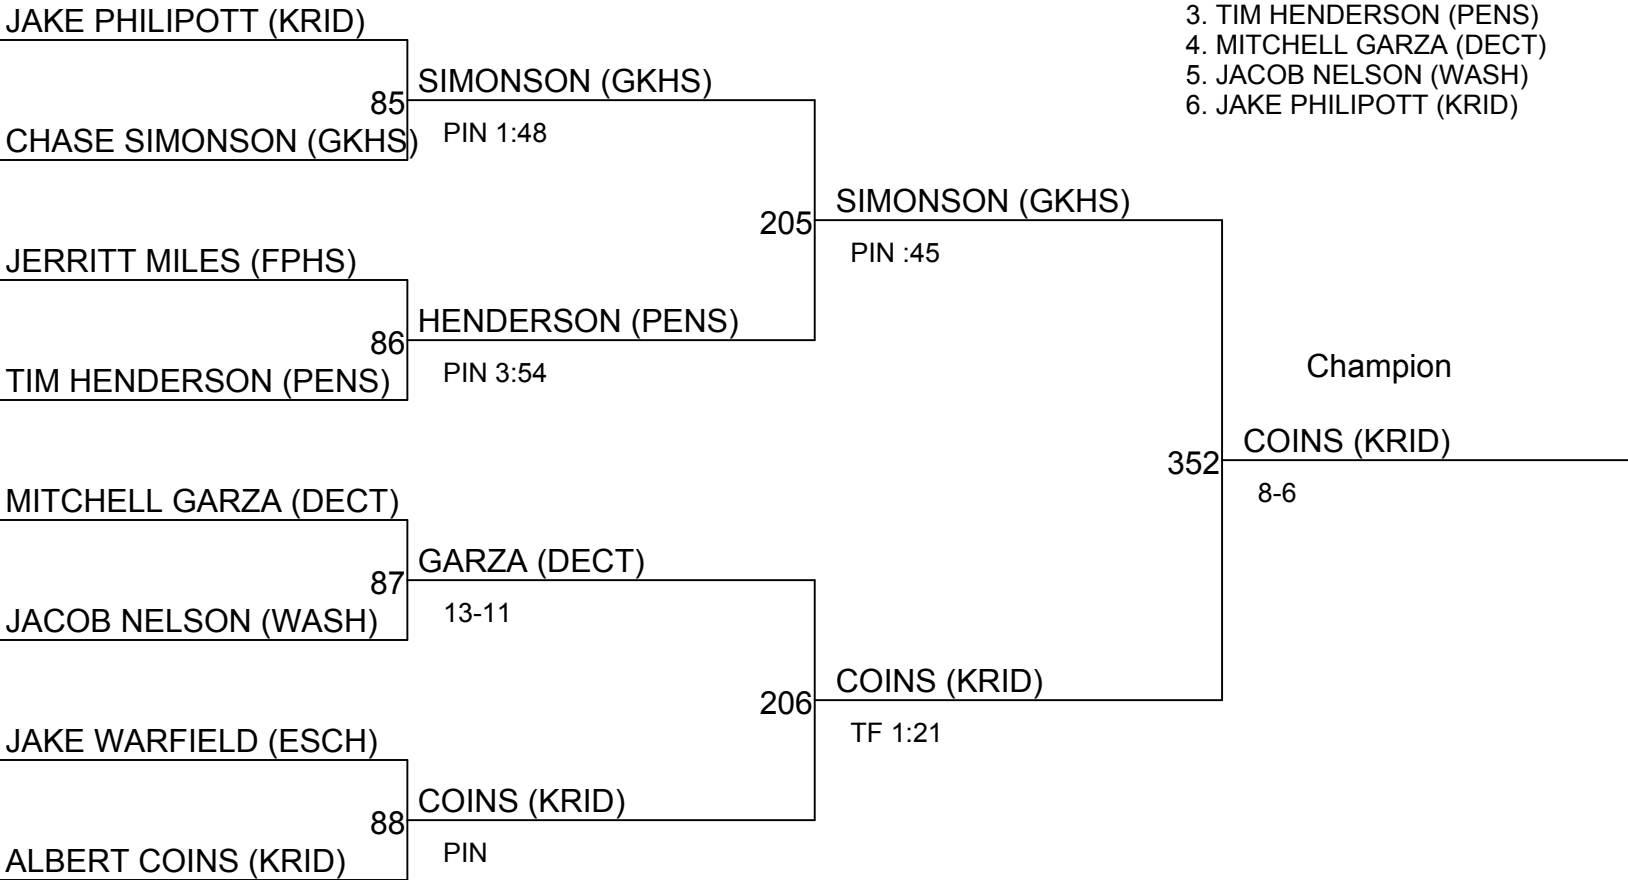 JAKE PHILIPOTT (KRID)
85
CHASE SIMONSON (GKHS)
SIMONSON (GKHS)
PIN 1:48
JERRITT MILES (FPHS)
86
TIM HENDERSON (PENS)
HENDERSON (PENS)
PIN 3:54
MITCHELL GARZA (DECT)
87
JACOB NELSON (WASH)
GARZA (DECT)
13-11
JAKE WARFIELD (ESCH)
88
ALBERT COINS (KRID)
COINS (KRID)
PIN
205
SIMONSON (GKHS)
PIN :45
206
COINS (KRID)
TF 1:21
352
Champion
COINS (KRID)
8-6
3. TIM HENDERSON (PENS)
4. MITCHELL GARZA (DECT)
5. JACOB NELSON (WASH)
6. JAKE PHILIPOTT (KRID)